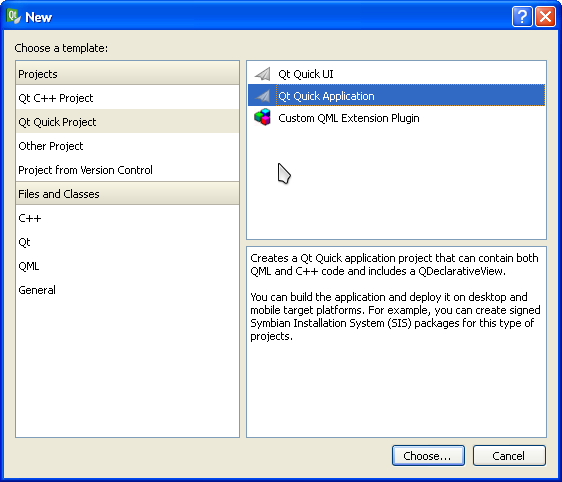 New
Choose a template:
Projects
Qt C++ Project
Qt Quick Project
Other Project
Project from Version Control
Files and Classes
C++
Qt
QML
General
Qt Quick UI
Qt Quick Application
Custom QML Extension Plugin
Creates a Qt Quick application project that can contain both
QML and C++ code and includes a QDeclarativeView.
You can build the application and deploy it on desktop and
mobile target platforms. For example, you can create signed
Symbian Installation System (SIS) packages for this type of
projects.
Choose...
Cancel